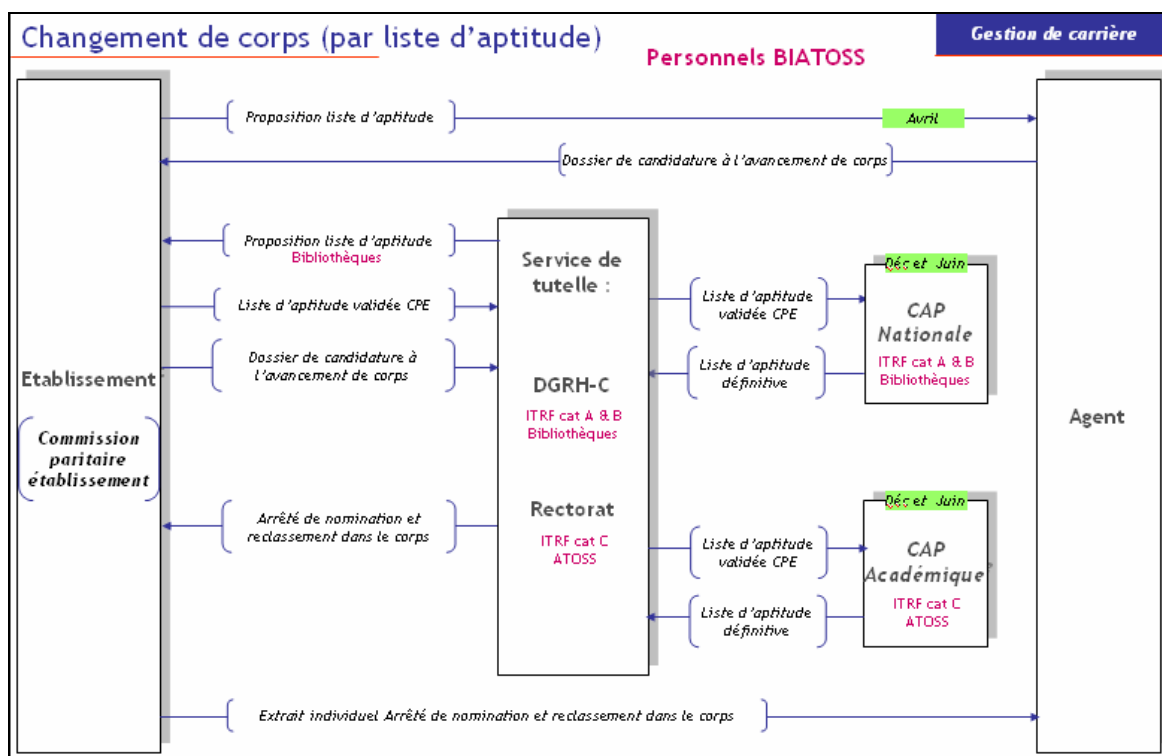 Changement de corps (par liste d'aptitude)
Gestion de carrière
Personnels BIATOSS
Proposition liste d'aptitude
Avril
Dossier de candidature à l'avancement de corps
Proposition liste d'aptitude
Bibliothèques
Service de
tutelle :
Déc et Juin
Liste d'aptitude validée CPE
Liste d'aptitude
validée CPE
CAP
Nationale
Dossier de candidature à
l'avancement de corps
Liste d'aptitude
définitive
ITRF cat A & B
Bibliothèques
Etablissement
DGRH-C
ITRF cat A & B
Bibliothèques
Agent
Commission
paritaire
établissement
Déc et Juin
Arrêté de nomination et
reclassement dans le corps
Rectorat
ITRF cat C
ATOSS
Liste d'aptitude
validée CPE
CAP
Académique
ITRF cat C
ATOSS
Liste d'aptitude
définitive
Extrait individuel Arrêté de nomination et reclassement dans le corps